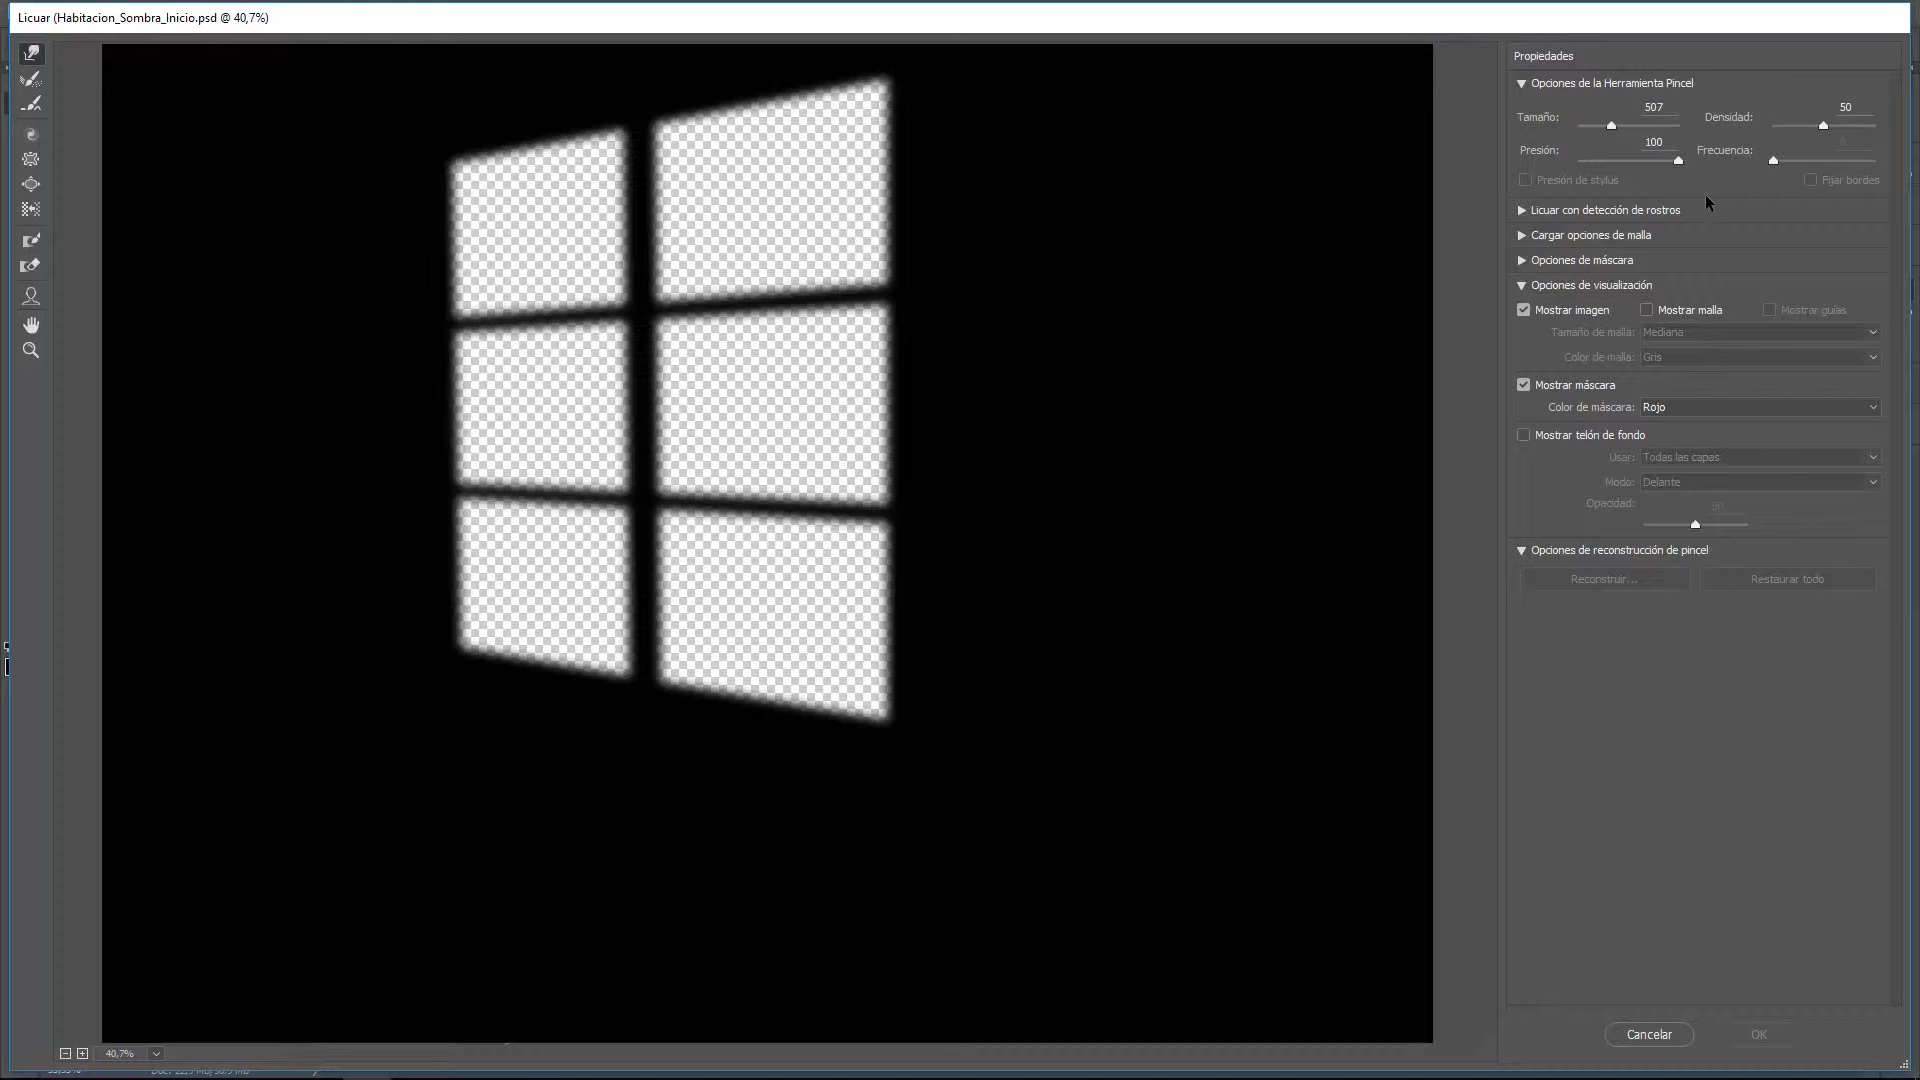 Licuar (Habitacion_Sombra_Inicio.psd @ 40,7%)
Propiedades
Opciones de la Herramienta Pincel
Tamaño: 507 Densidad: 50
Presión: 100 Frecuencia:
Presión de stylus Fijar bordes
Licuar con detección de rostros
Cargar opciones de malla
Opciones de máscara
Opciones de visualización
Mostrar imagen Mostrar malla Mostrar guías
Tamaño de malla: Mediana
Color de malla: Gris
Mostrar máscara
Color de máscara: Rojo
Mostrar telón de fondo
Usar: Todas las capas
Modo: Delante
Opacidad: 50
Opciones de reconstrucción de pincel
Reconstruir... Restaurar todo
Cancelar OK
40,7%